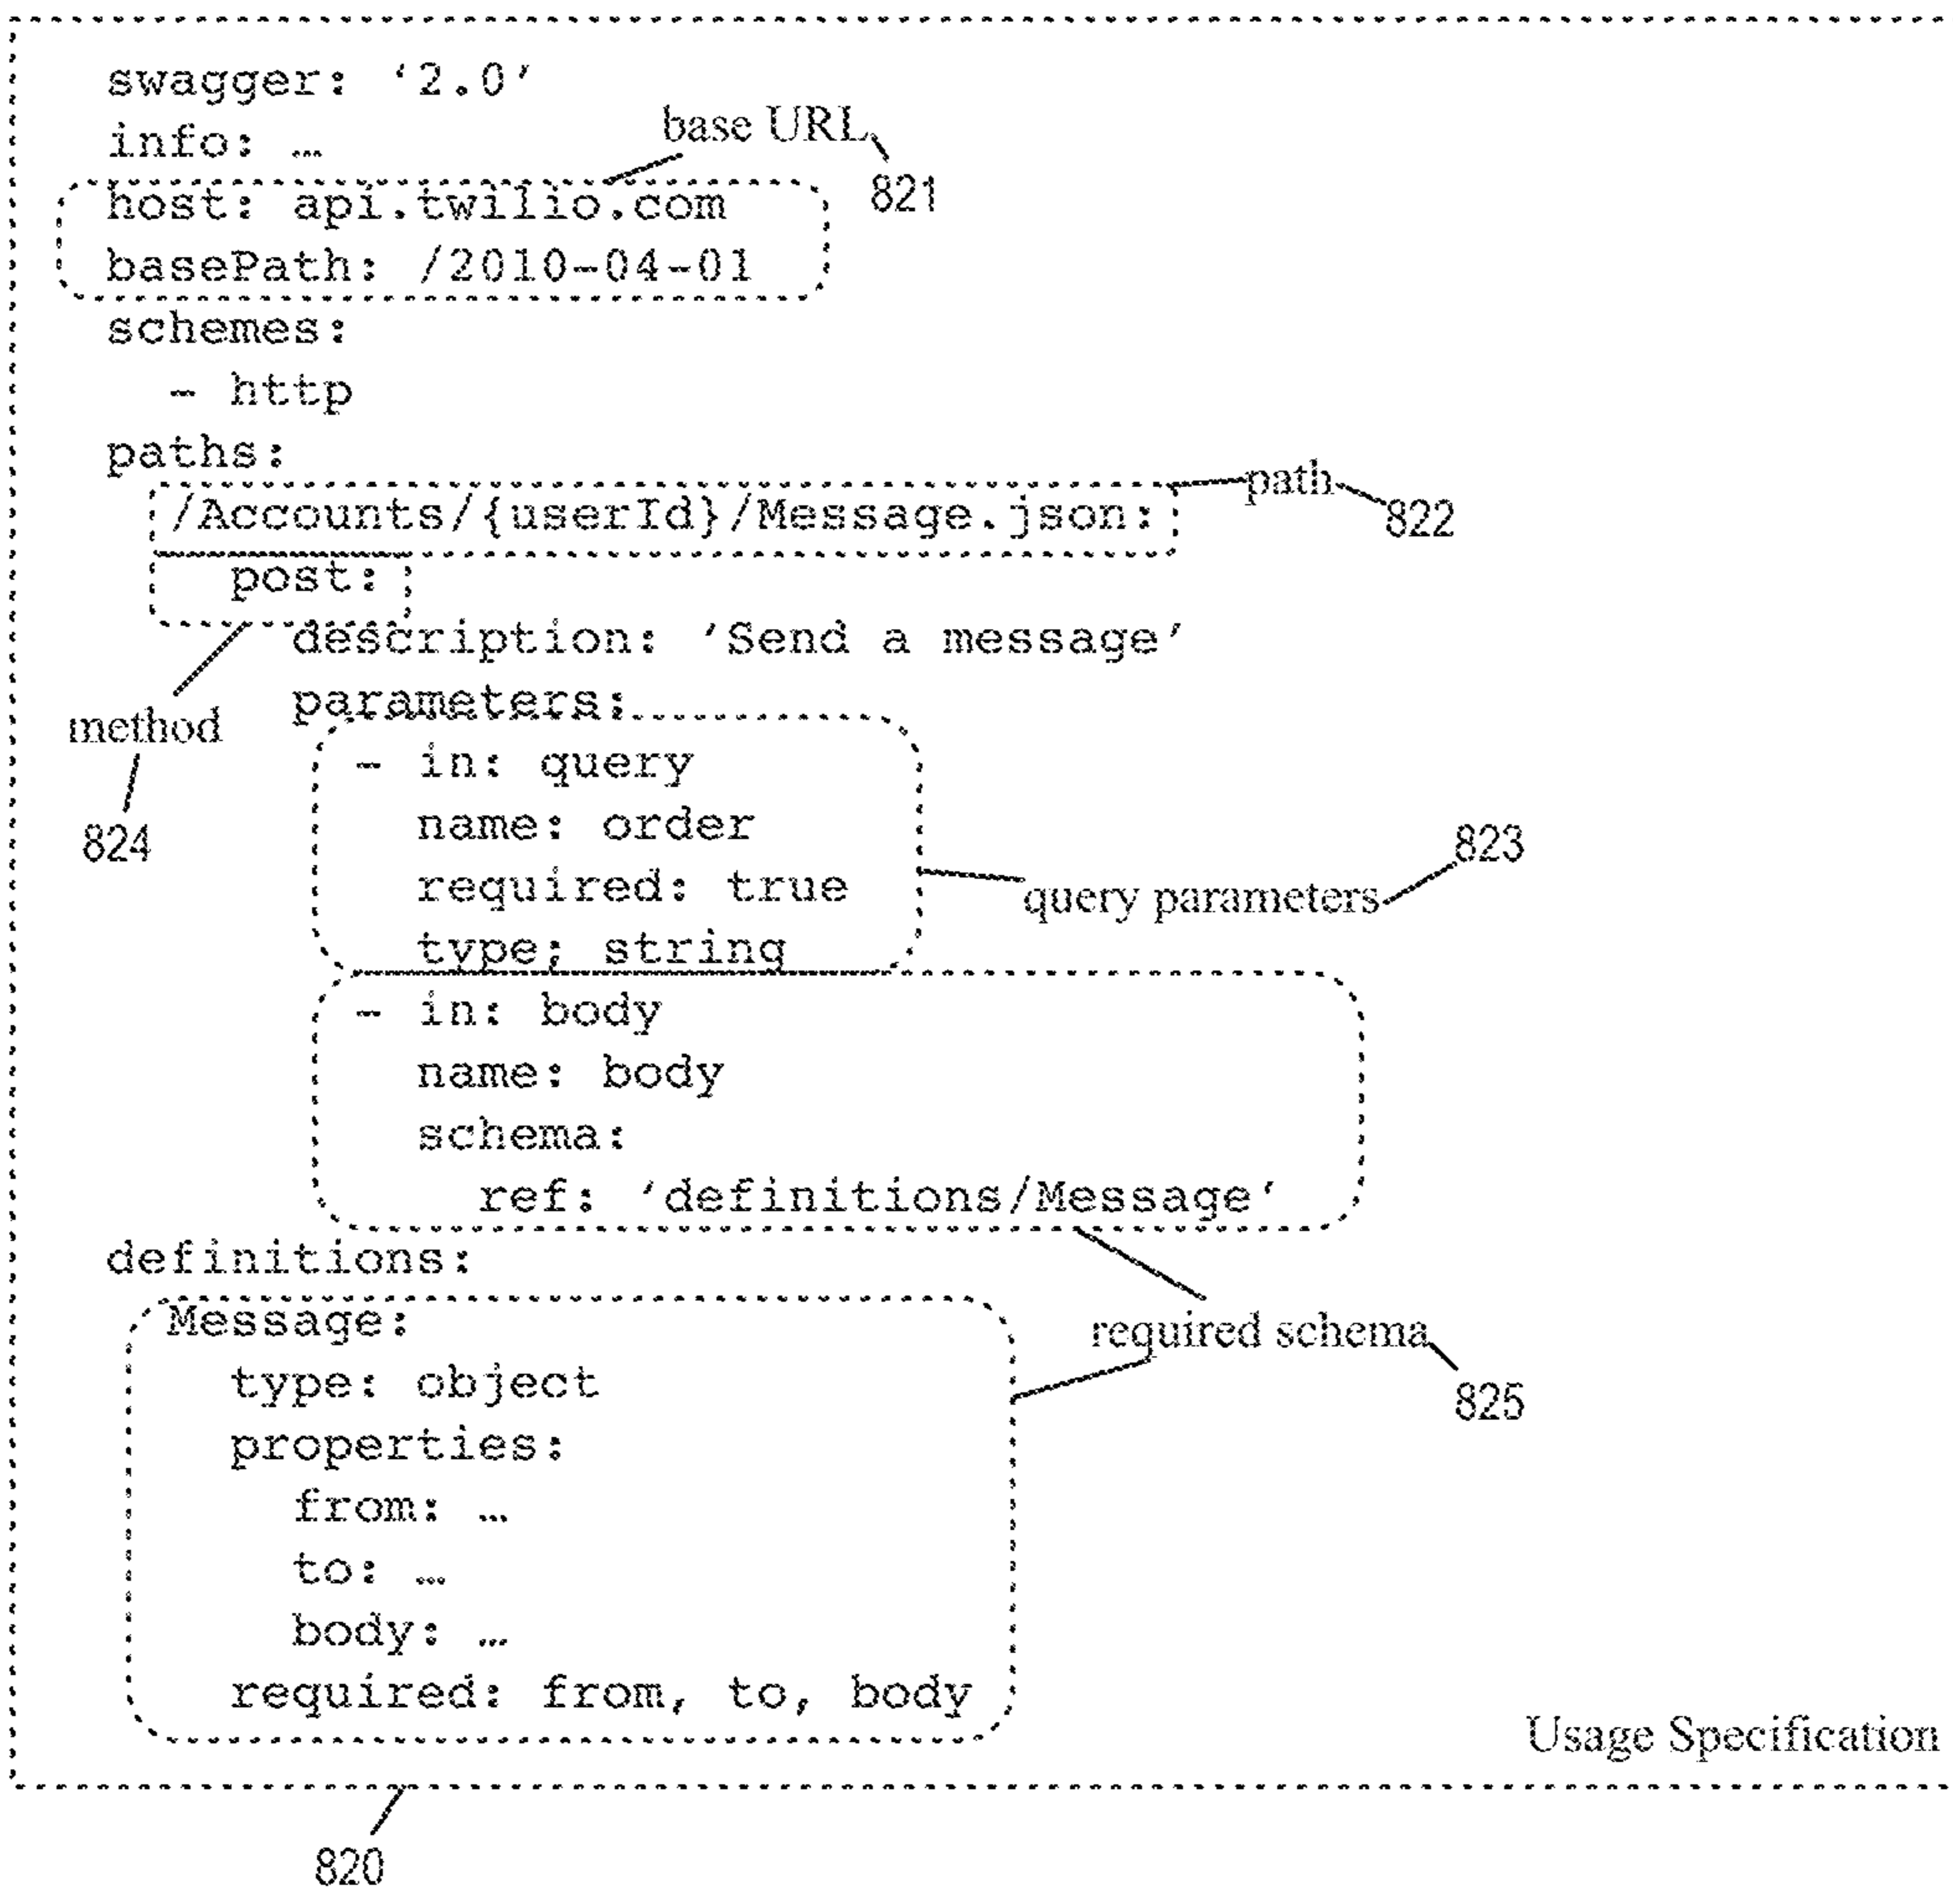 swagger: ‘2.0’
info: …
base URL
821
host: api.twilio.com
basePath: /2010-04-01
schemes:
- http
paths:
/Accounts/{userId}/Message.json:
path
822
post:
description: ‘Send a message’
method
824
parameters:
- in: query
name: order
required: true
type: string
query parameters
823
- in: body
name: body
schema:
ref: ‘definitions/Message’
definitions:
required schema
825
Message:
type: object
properties:
from: …
to: …
body: …
required: from, to, body
Usage Specification
820